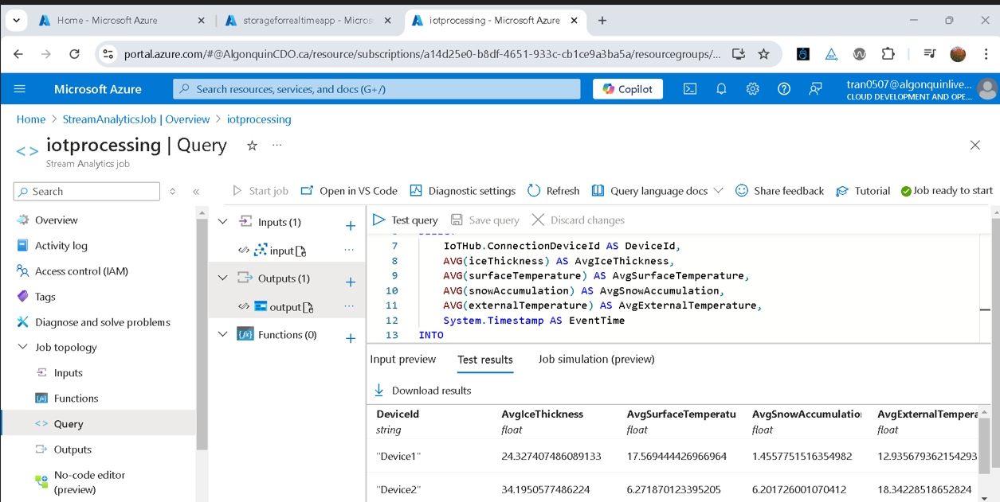 Home - Microsoft Azure
storageforrealtimeapp - Micros
iotprocessing - Microsoft Azure
portal.azure.com/#@AlgonquinCDO.ca/resource/subscriptions/a14d25e0-b8df-4651-933c-cb1ce9a3ba5a/resourcegroups/...
Microsoft Azure
Search resources, services, and docs (G+/)
Copilot
tran0507@algonquinlive...
CLOUD DEVELOPMENT AND OPE...
Home > StreamAnalyticsJob | Overview > iotprocessing
iotprocessing | Query
Stream Analytics job
Search
Start job
Open in VS Code
Diagnostic settings
Refresh
Query language docs
Share feedback
Tutorial
Job ready to start
Overview
Activity log
Access control (IAM)
Tags
Diagnose and solve problems
Job topology
Inputs
Functions
Query
Outputs
No-code editor
(preview)
Inputs (1)
input
Outputs (1)
output
Functions (0)
Test query
Save query
Discard changes
7 IoTHub.ConnectionDeviceId AS DeviceId,
8 AVG(iceThickness) AS AvgIceThickness,
9 AVG(surfaceTemperature) AS AvgSurfaceTemperature,
10 AVG(snowAccumulation) AS AvgSnowAccumulation,
11 AVG(externalTemperature) AS AvgExternalTemperature,
12 System.Timestamp AS EventTime
13 INTO
Input preview
Test results
Job simulation (preview)
Download results
DeviceId AvgIceThickness AvgSurfaceTemperatu AvgSnowAccumulatio AvgExternalTempera
string float float float float
"Device1" 24.327407486089133 17.569444426966964 1.4557751516354982 12.935679362154293
"Device2" 34.1950577486224 6.271870123395205 6.201726001070412 18.34228518652824